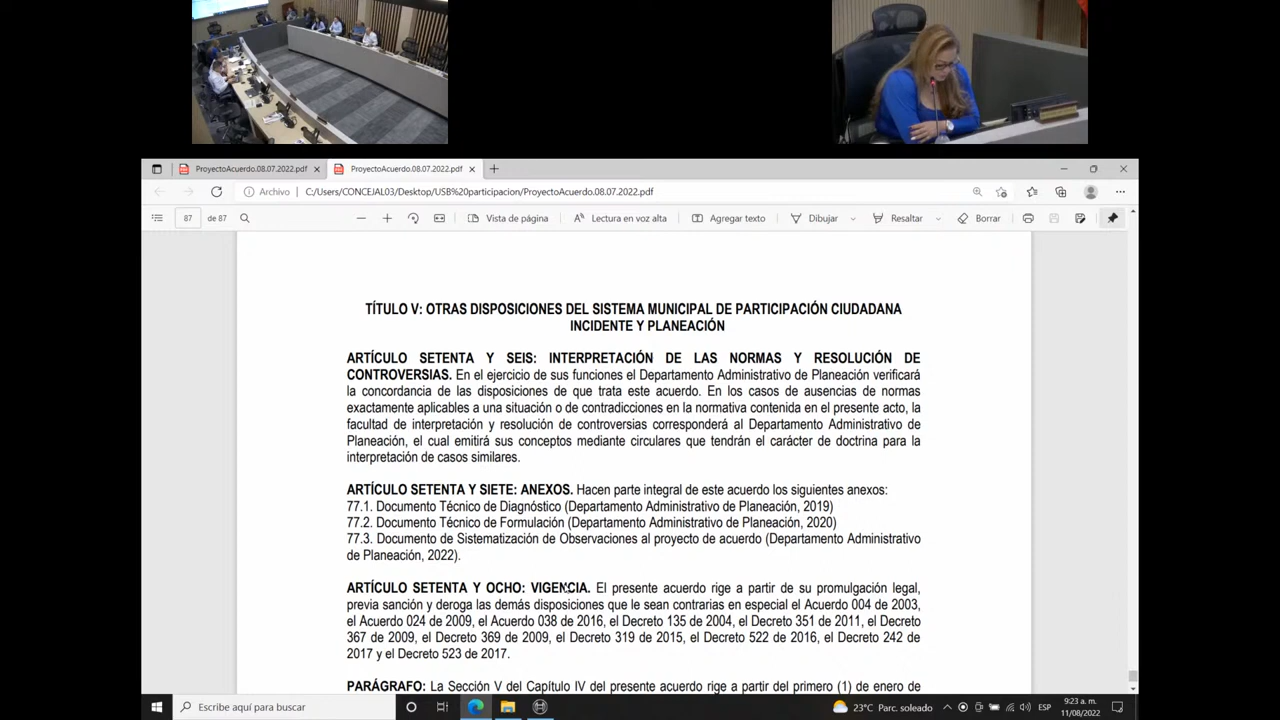 ProyectoAcuerdo.08.07.2022.pdf
ProyectoAcuerdo.08.07.2022.pdf
Archivo
C:/Users/CONCEJAL03/Desktop/USB%20participacion/ProyectoAcuerdo.08.07.2022.pdf
87 de 87
Vista de página
Lectura en voz alta
Agregar texto
Dibujar
Resaltar
Borrar
TÍTULO V: OTRAS DISPOSICIONES DEL SISTEMA MUNICIPAL DE PARTICIPACIÓN CIUDADANA
INCIDENTE Y PLANEACIÓN
ARTÍCULO SETENTA Y SEIS: INTERPRETACIÓN DE LAS NORMAS Y RESOLUCIÓN DE
CONTROVERSIAS. En el ejercicio de sus funciones el Departamento Administrativo de Planeación verificará
la concordancia de las disposiciones de que trata este acuerdo. En los casos de ausencias de normas
exactamente aplicables a una situación o de contradicciones en la normativa contenida en el presente acto, la
facultad de interpretación y resolución de controversias corresponderá al Departamento Administrativo de
Planeación, el cual emitirá sus conceptos mediante circulares que tendrán el carácter de doctrina para la
interpretación de casos similares.
ARTÍCULO SETENTA Y SIETE: ANEXOS. Hacen parte integral de este acuerdo los siguientes anexos:
77.1. Documento Técnico de Diagnóstico (Departamento Administrativo de Planeación, 2019)
77.2. Documento Técnico de Formulación (Departamento Administrativo de Planeación, 2020)
77.3. Documento de Sistematización de Observaciones al proyecto de acuerdo (Departamento Administrativo
de Planeación, 2022).
ARTÍCULO SETENTA Y OCHO: VIGENCIA. El presente acuerdo rige a partir de su promulgación legal,
previa sanción y deroga las demás disposiciones que le sean contrarias en especial el Acuerdo 004 de 2003,
el Acuerdo 024 de 2009, el Acuerdo 038 de 2016, el Decreto 135 de 2004, el Decreto 351 de 2011, el Decreto
367 de 2009, el Decreto 369 de 2009, el Decreto 319 de 2015, el Decreto 522 de 2016, el Decreto 242 de
2017 y el Decreto 523 de 2017.
PARÁGRAFO: La Sección V del Capítulo IV del presente acuerdo rige a partir del primero (1) de enero de
Escribe aquí para buscar
23°C Parc. soleado
ESP
9:23 a. m.
11/08/2022